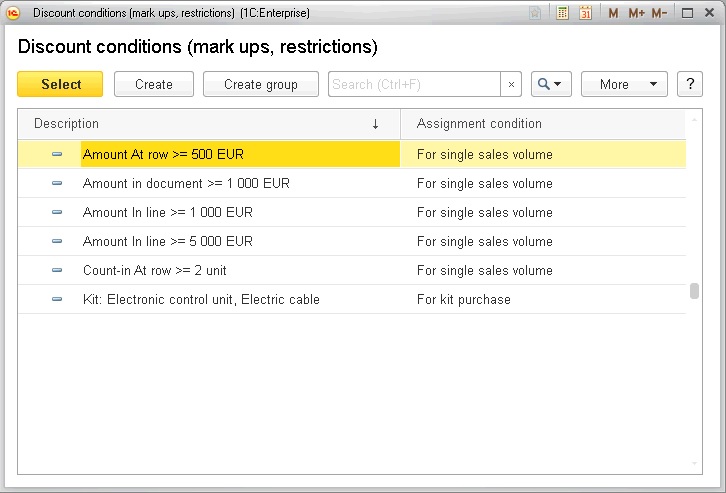 Discount conditions (mark ups, restrictions) (1C:Enterprise)
M M+ M-
Discount conditions (mark ups, restrictions)
Select Create Create group Search (Ctrl+F) × More ?
Description ↓ Assignment condition
Amount At row >= 500 EUR For single sales volume
Amount in document >= 1 000 EUR For single sales volume
Amount In line >= 1 000 EUR For single sales volume
Amount In line >= 5 000 EUR For single sales volume
Count-in At row >= 2 unit For single sales volume
Kit: Electronic control unit, Electric cable For kit purchase